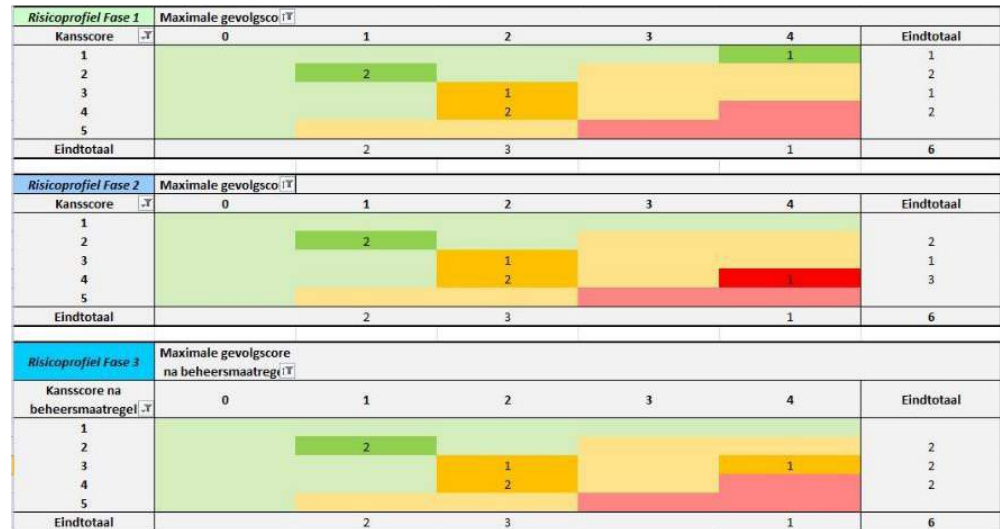 Risicoprofiel Fase 1 Maximale gevolgsco
Kansscore 0 1 2 3 4 Eindtotaal
1 1 1
2 2 2
3 1 1
4 2 2
5
Eindtotaal 2 3 1 6
Risicoprofiel Fase 2 Maximale gevolgsco
Kansscore 0 1 2 3 4 Eindtotaal
1
2 2 2
3 1 1
4 2 1 3
5
Eindtotaal 2 3 1 6
Risicoprofiel Fase 3 Maximale gevolgscore
na beheersmaatreg
Kansscore na
beheersmaatregel 0 1 2 3 4 Eindtotaal
1
2 2 2
3 1 1 2
4 2 2
5
Eindtotaal 2 3 1 6